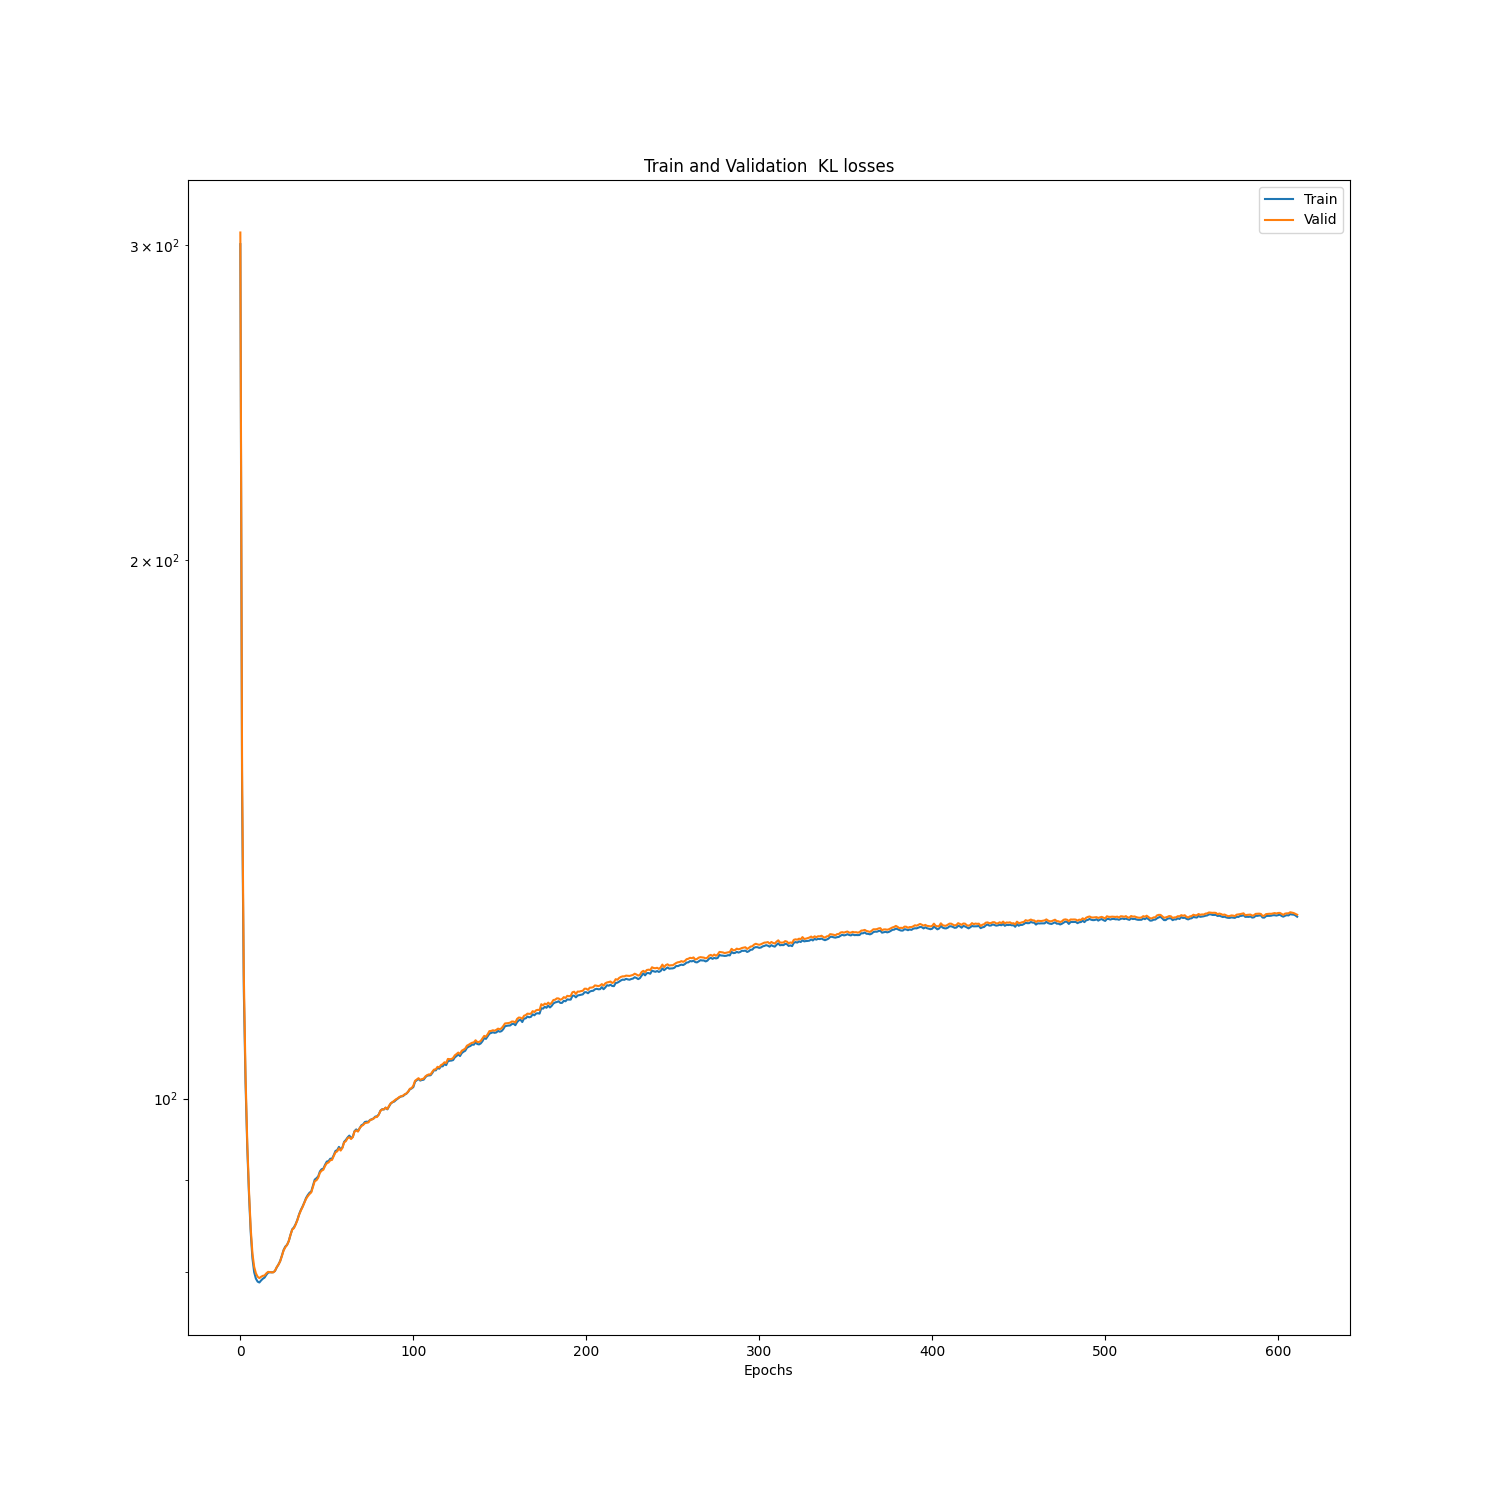 Train and Validation  KL losses
Train
Valid
3 × 10²
2 × 10²
10²
0 100 200 300 400 500 600
Epochs